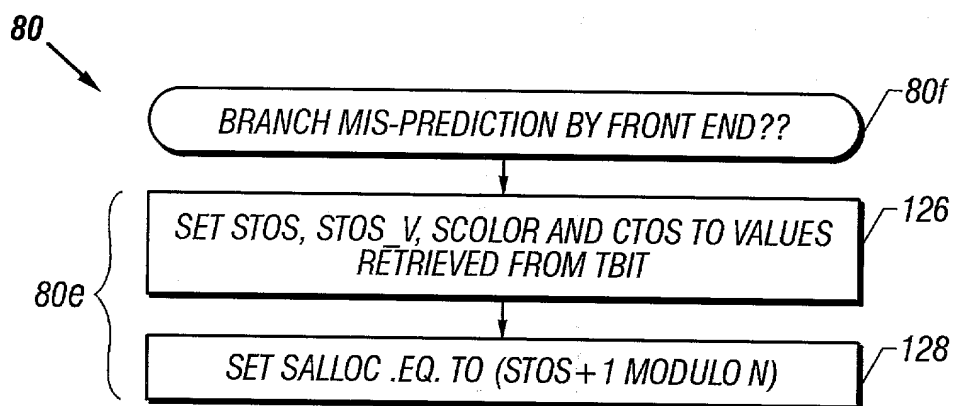 80
BRANCH MIS-PREDICTION BY FRONT END??
80f
SET STOS, STOS_V, SCOLOR AND CTOS TO VALUES
RETRIEVED FROM TBIT
126
80e
SET SALLOC .EQ. TO (STOS+1 MODULO N)
128